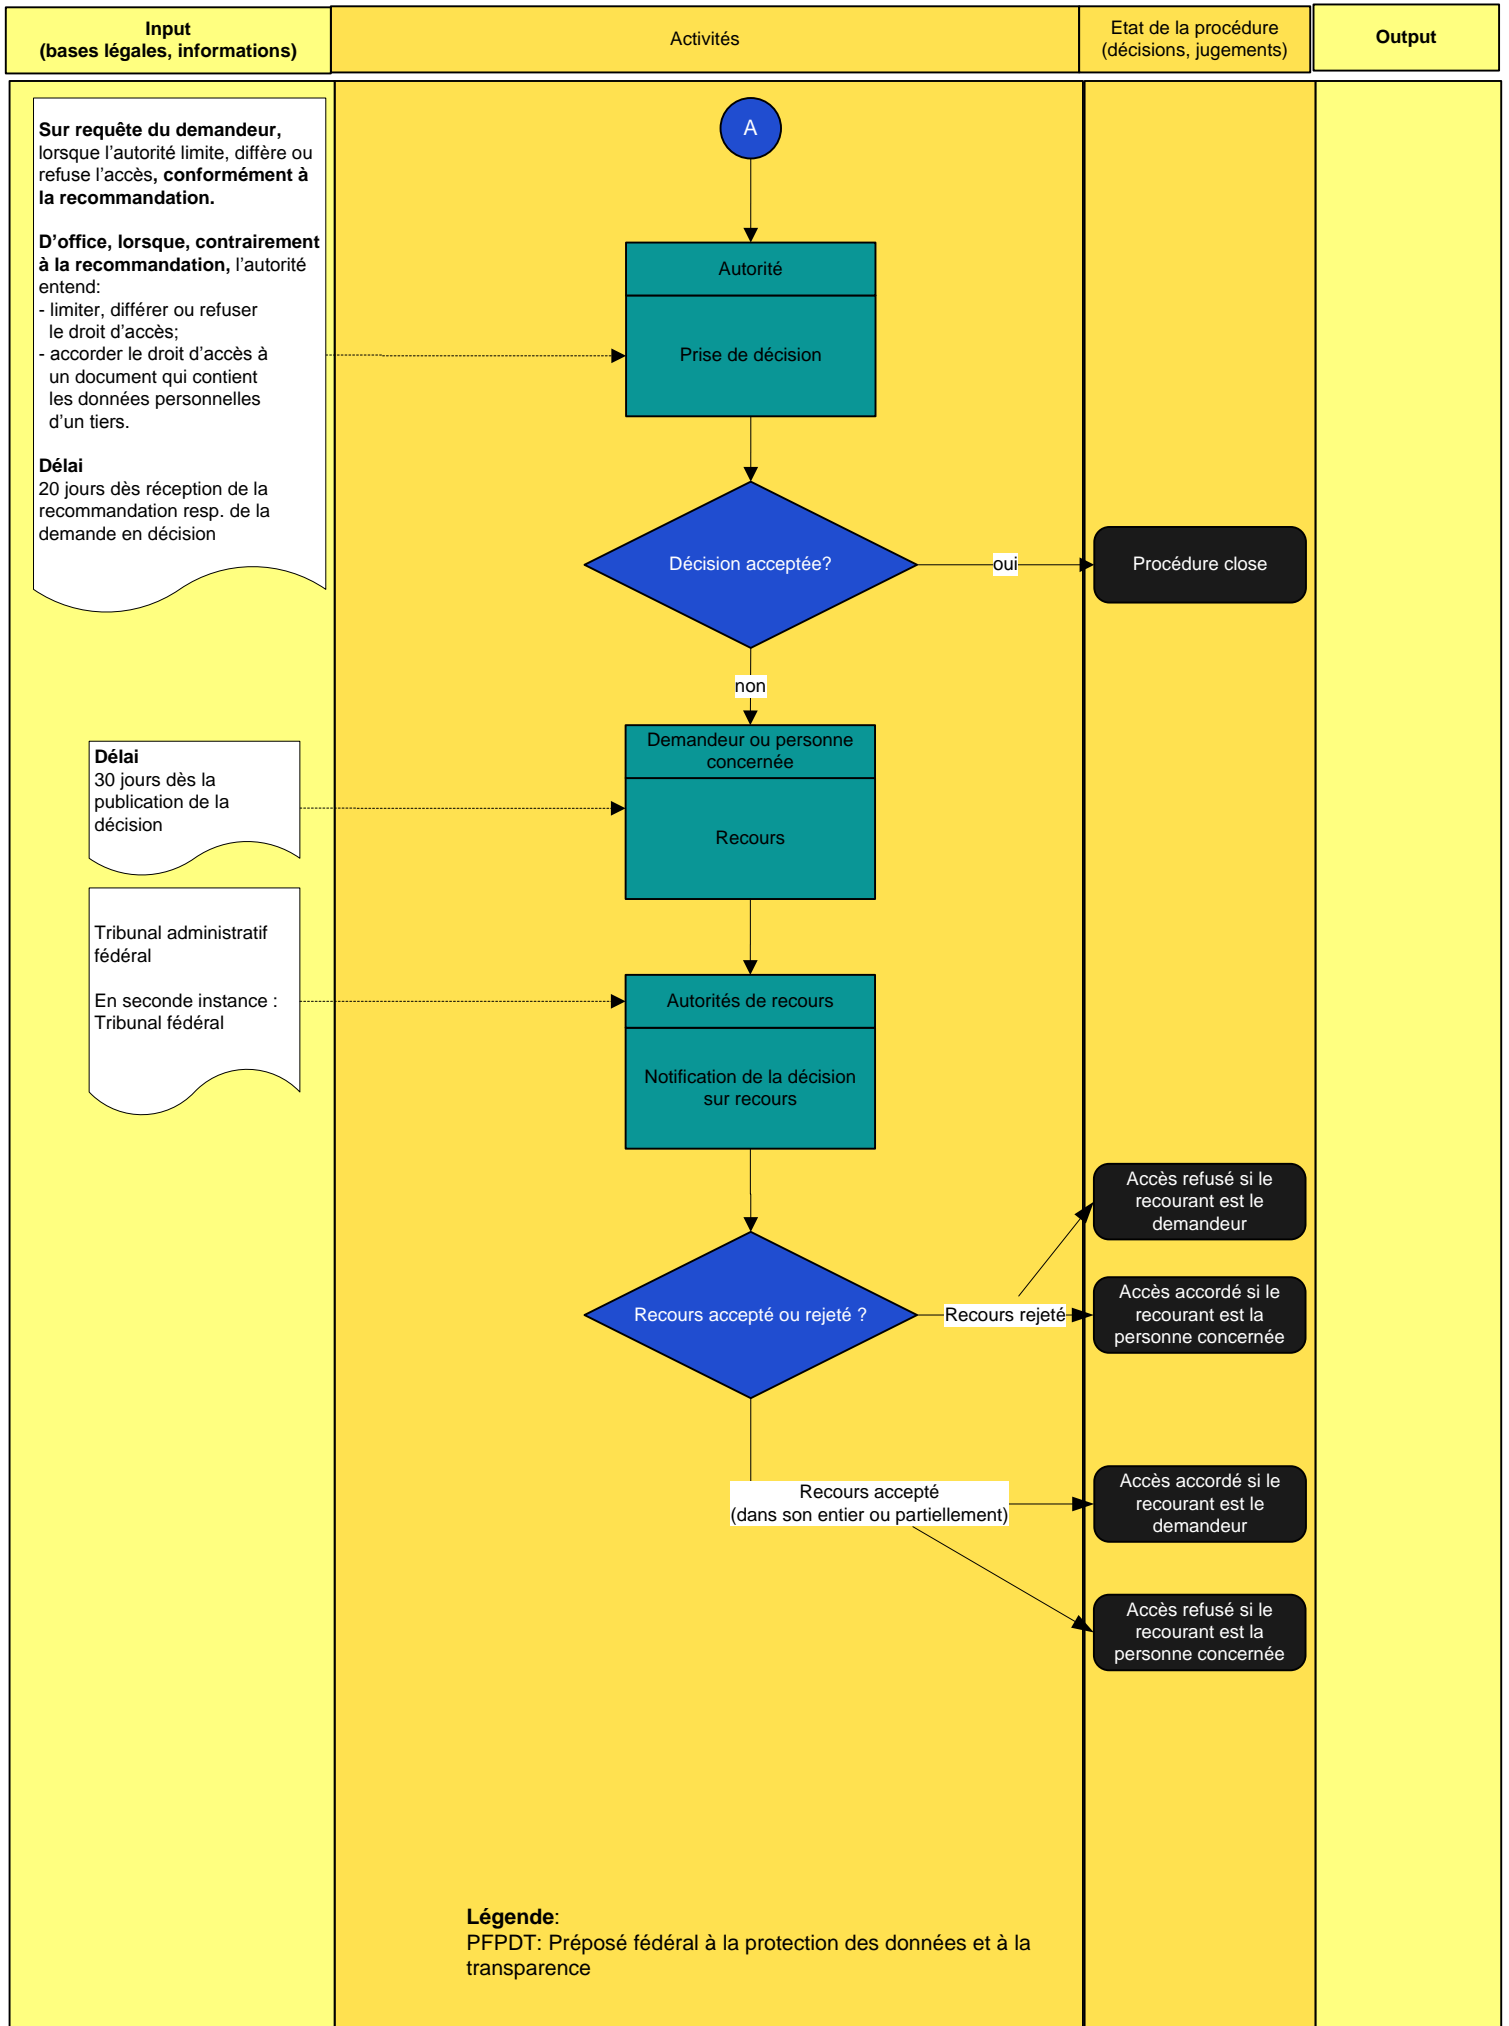 Input
(bases légales, informations)
Activités
Etat de la procédure
(décisions, jugements)
Output
Sur requête du demandeur,
lorsque l'autorité limite, diffère ou
refuse l'accès, conformément à
la recommandation.
D'office, lorsque, contrairement
à la recommandation, l'autorité
entend:
- limiter, différer ou refuser
le droit d'accès;
- accorder le droit d'accès à
un document qui contient
les données personnelles
d'un tiers.
Délai
20 jours dès réception de la
recommandation resp. de la
demande en décision
A
Autorité
Prise de décision
Décision acceptée?
oui
Procédure close
non
Délai
30 jours dès la
publication de la
décision
Demandeur ou personne
concernée
Recours
Tribunal administratif
fédéral
En seconde instance :
Tribunal fédéral
Autorités de recours
Notification de la décision
sur recours
Recours accepté ou rejeté ?
Recours rejeté
Accès refusé si le
recourant est le
demandeur
Accès accordé si le
recourant est la
personne concernée
Recours accepté
(dans son entier ou partiellement)
Accès accordé si le
recourant est le
demandeur
Accès refusé si le
recourant est la
personne concernée
Légende:
PFPDT: Préposé fédéral à la protection des données et à la
transparence